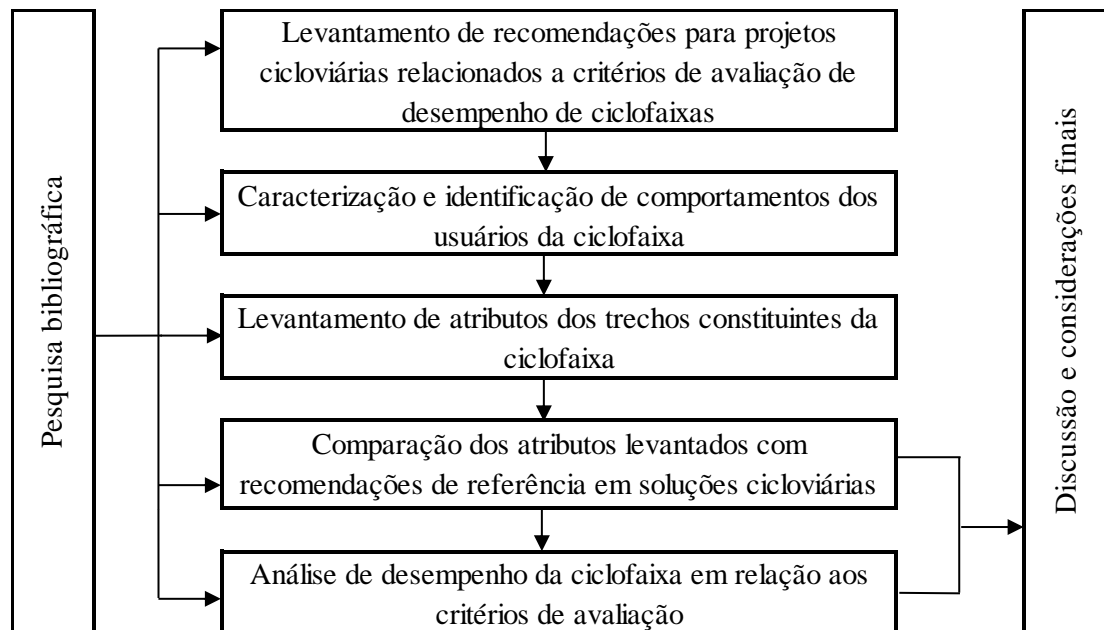 Pesquisa bibliográfica
Levantamento de recomendações para projetos
cicloviárias relacionados a critérios de avaliação de
desempenho de ciclofaixas
Caracterização e identificação de comportamentos dos
usuários da ciclofaixa
Levantamento de atributos dos trechos constituintes da
ciclofaixa
Comparação dos atributos levantados com
recomendações de referência em soluções cicloviárias
Análise de desempenho da ciclofaixa em relação aos
critérios de avaliação
Discussão e considerações finais